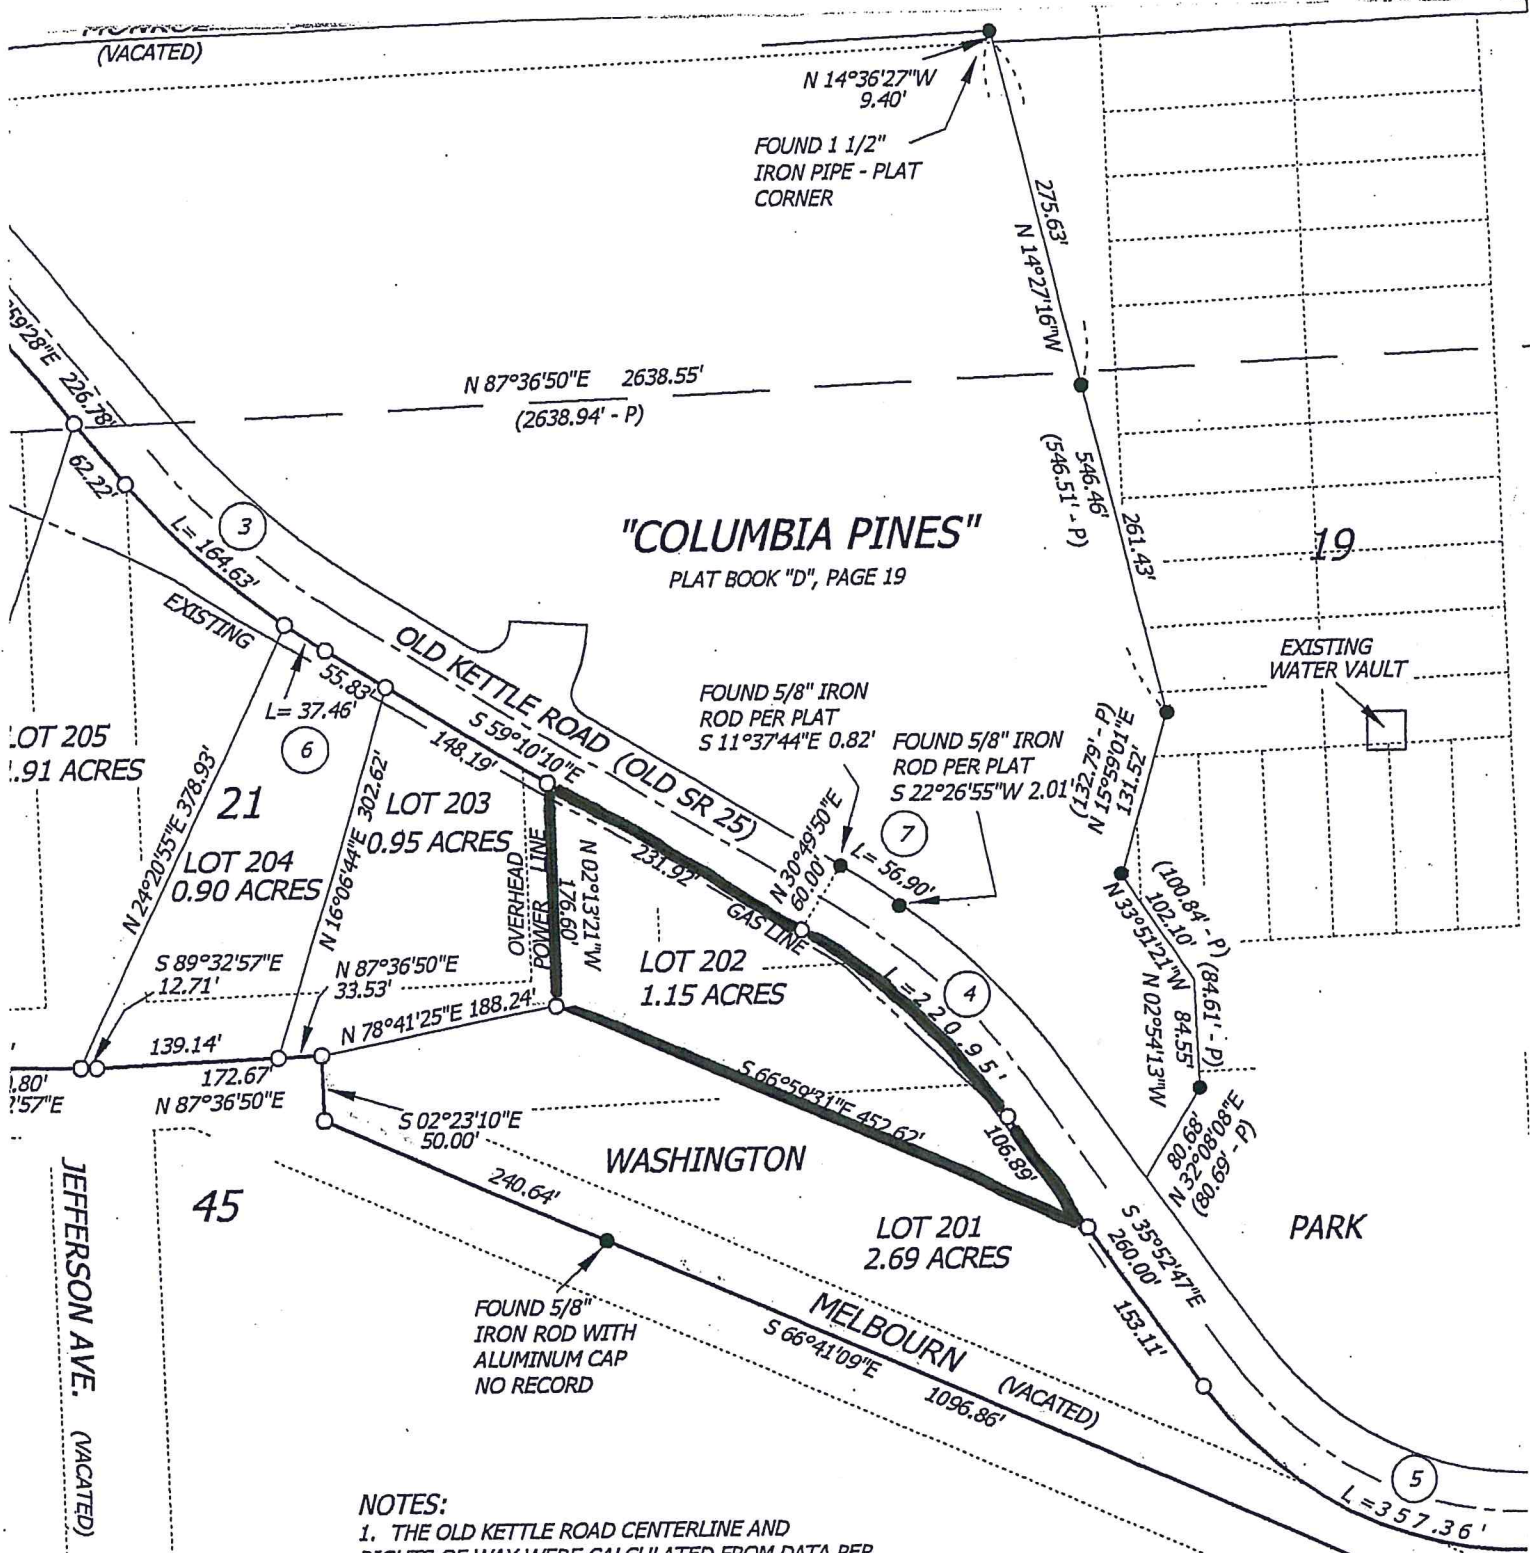 (VACATED)
N 14°36'27"W
9.40'
FOUND 1 1/2"
IRON PIPE - PLAT
CORNER
275.63'
N 14°27'16"W
59'28"E 226.78'
N 87°36'50"E 2638.55'
(2638.94' - P)
62.22'
L= 164.63'
3
EXISTING
"COLUMBIA PINES"
PLAT BOOK "D", PAGE 19
546.46'
(546.51' - P)
261.43'
19
EXISTING
WATER VAULT
OLD KETTLE ROAD (OLD SR 25)
55.83'
L= 37.46'
6
S 59°10'10"E
148.19'
FOUND 5/8" IRON
ROD PER PLAT
S 11°37'44"E 0.82'
FOUND 5/8" IRON
ROD PER PLAT
S 22°26'55"W 2.01'
7
(132.79' - P)
N 15°59'01"E
131.52'
LOT 205
.91 ACRES
N 24°20'55"E 378.93'
21
LOT 204
0.90 ACRES
N 16°06'44"E 302.62'
LOT 203
0.95 ACRES
OVERHEAD
POWER LINE
N 02°13'21"W
176.60'
231.92'
GAS LINE
N 30°49'50"E
60.00'
L= 56.90'
(100.84' - P)
102.10'
N 33°51'21"W
(84.61' - P)
84.55'
N 02°54'13"W
LOT 202
1.15 ACRES
L=220.95'
4
S 89°32'57"E
12.71'
N 87°36'50"E
33.53'
N 78°41'25"E 188.24'
139.14'
172.67'
N 87°36'50"E
.80'
2'57"E
S 02°23'10"E
50.00'
S 66°59'31"E 452.62'
106.89'
80.68'
N 32°08'08"E
(80.69' - P)
WASHINGTON
45
240.64'
LOT 201
2.69 ACRES
S 35°52'47"E
260.00'
153.11'
PARK
JEFFERSON AVE. (VACATED)
FOUND 5/8"
IRON ROD WITH
ALUMINUM CAP
NO RECORD
MELBOURN (VACATED)
S 66°41'09"E 1096.86'
5
L=357.36'
NOTES:
1. THE OLD KETTLE ROAD CENTERLINE AND
RIGHTS OF WAY WERE CALCULATED FROM DATA PER